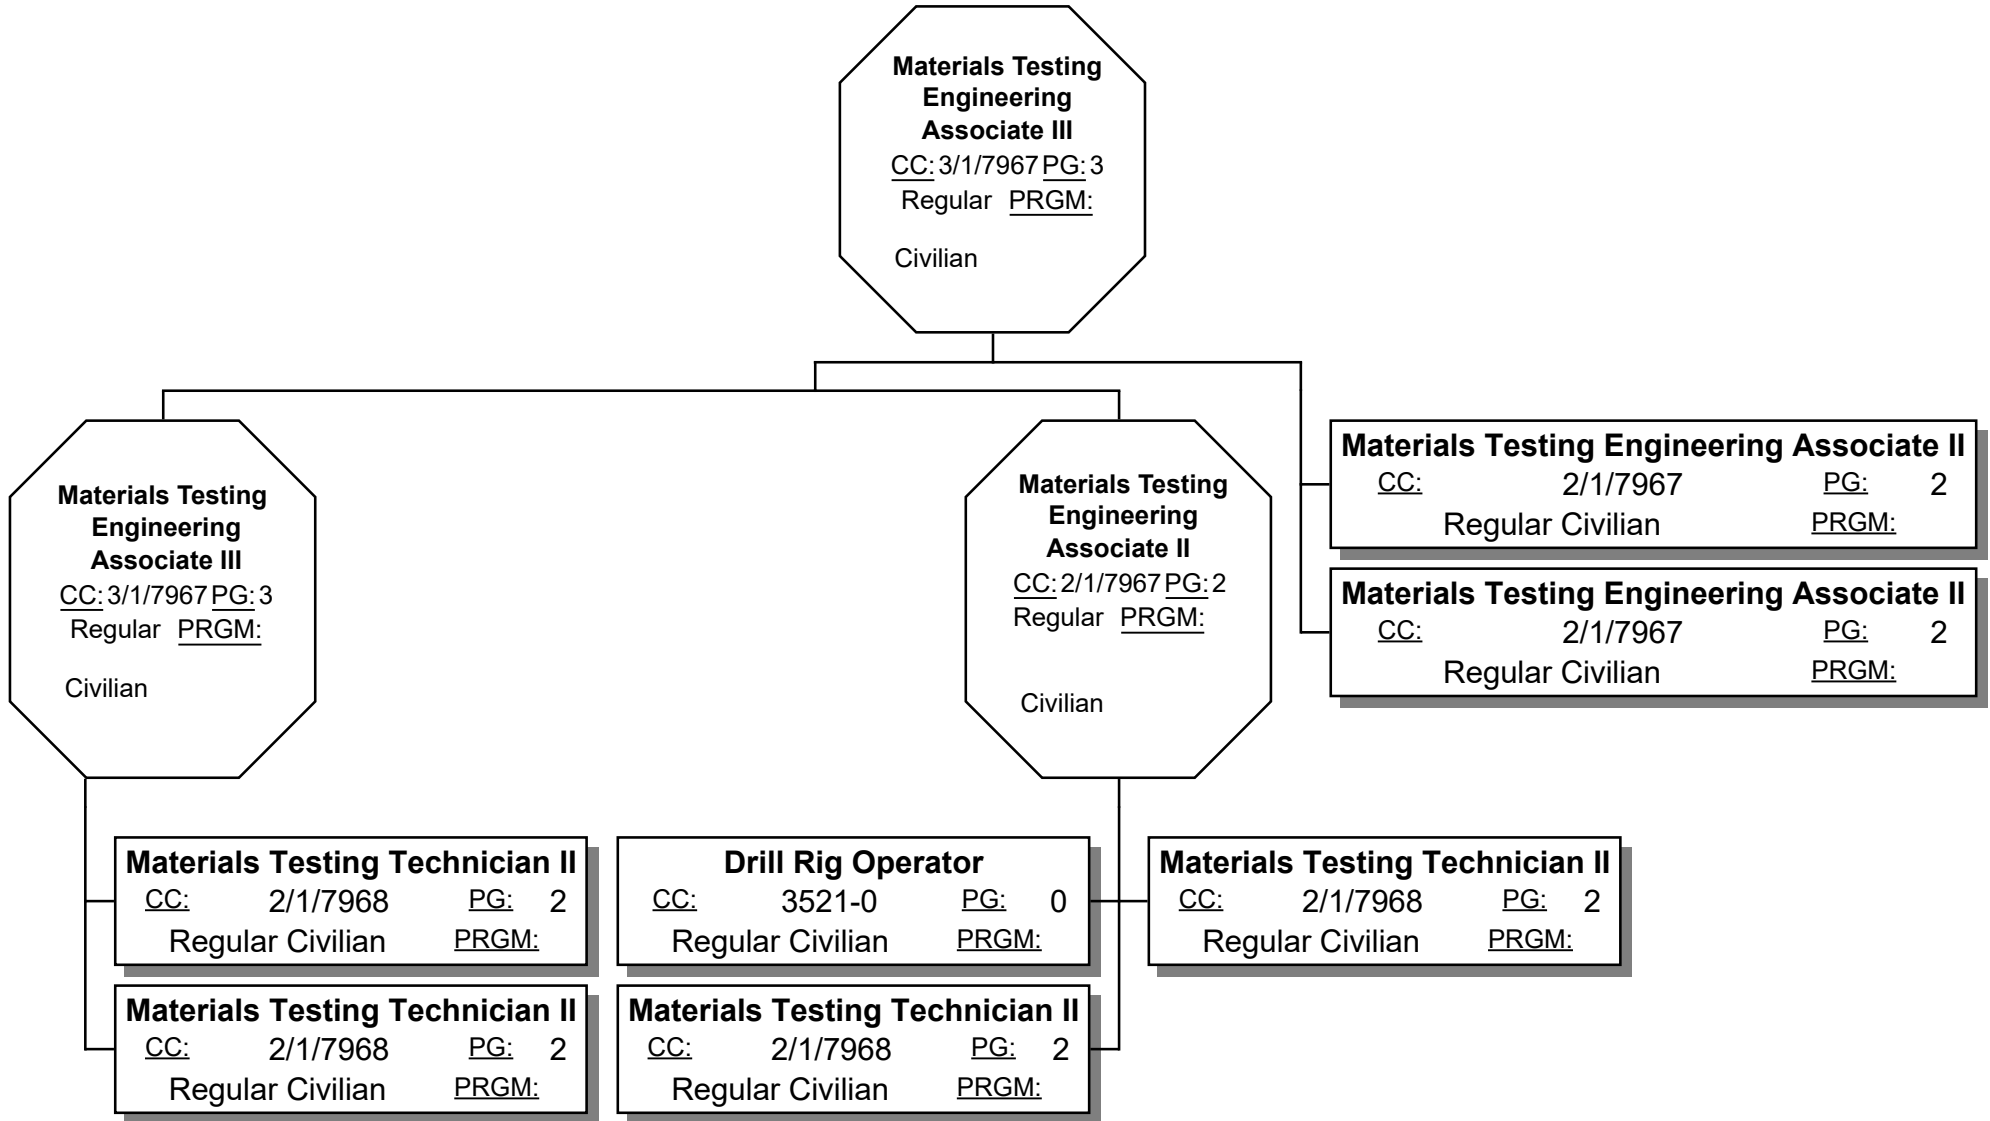 Materials Testing
Engineering
Associate III
CC: 3/1/7967 PG: 3
Regular PRGM:
Civilian
Materials Testing
Engineering
Associate III
CC: 3/1/7967 PG: 3
Regular PRGM:
Civilian
Materials Testing
Engineering
Associate II
CC: 2/1/7967 PG: 2
Regular PRGM:
Civilian
Materials Testing Engineering Associate II
CC: 2/1/7967 PG: 2
Regular Civilian PRGM:
Materials Testing Engineering Associate II
CC: 2/1/7967 PG: 2
Regular Civilian PRGM:
Materials Testing Technician II
CC: 2/1/7968 PG: 2
Regular Civilian PRGM:
Materials Testing Technician II
CC: 2/1/7968 PG: 2
Regular Civilian PRGM:
Drill Rig Operator
CC: 3521-0 PG: 0
Regular Civilian PRGM:
Materials Testing Technician II
CC: 2/1/7968 PG: 2
Regular Civilian PRGM:
Materials Testing Technician II
CC: 2/1/7968 PG: 2
Regular Civilian PRGM: